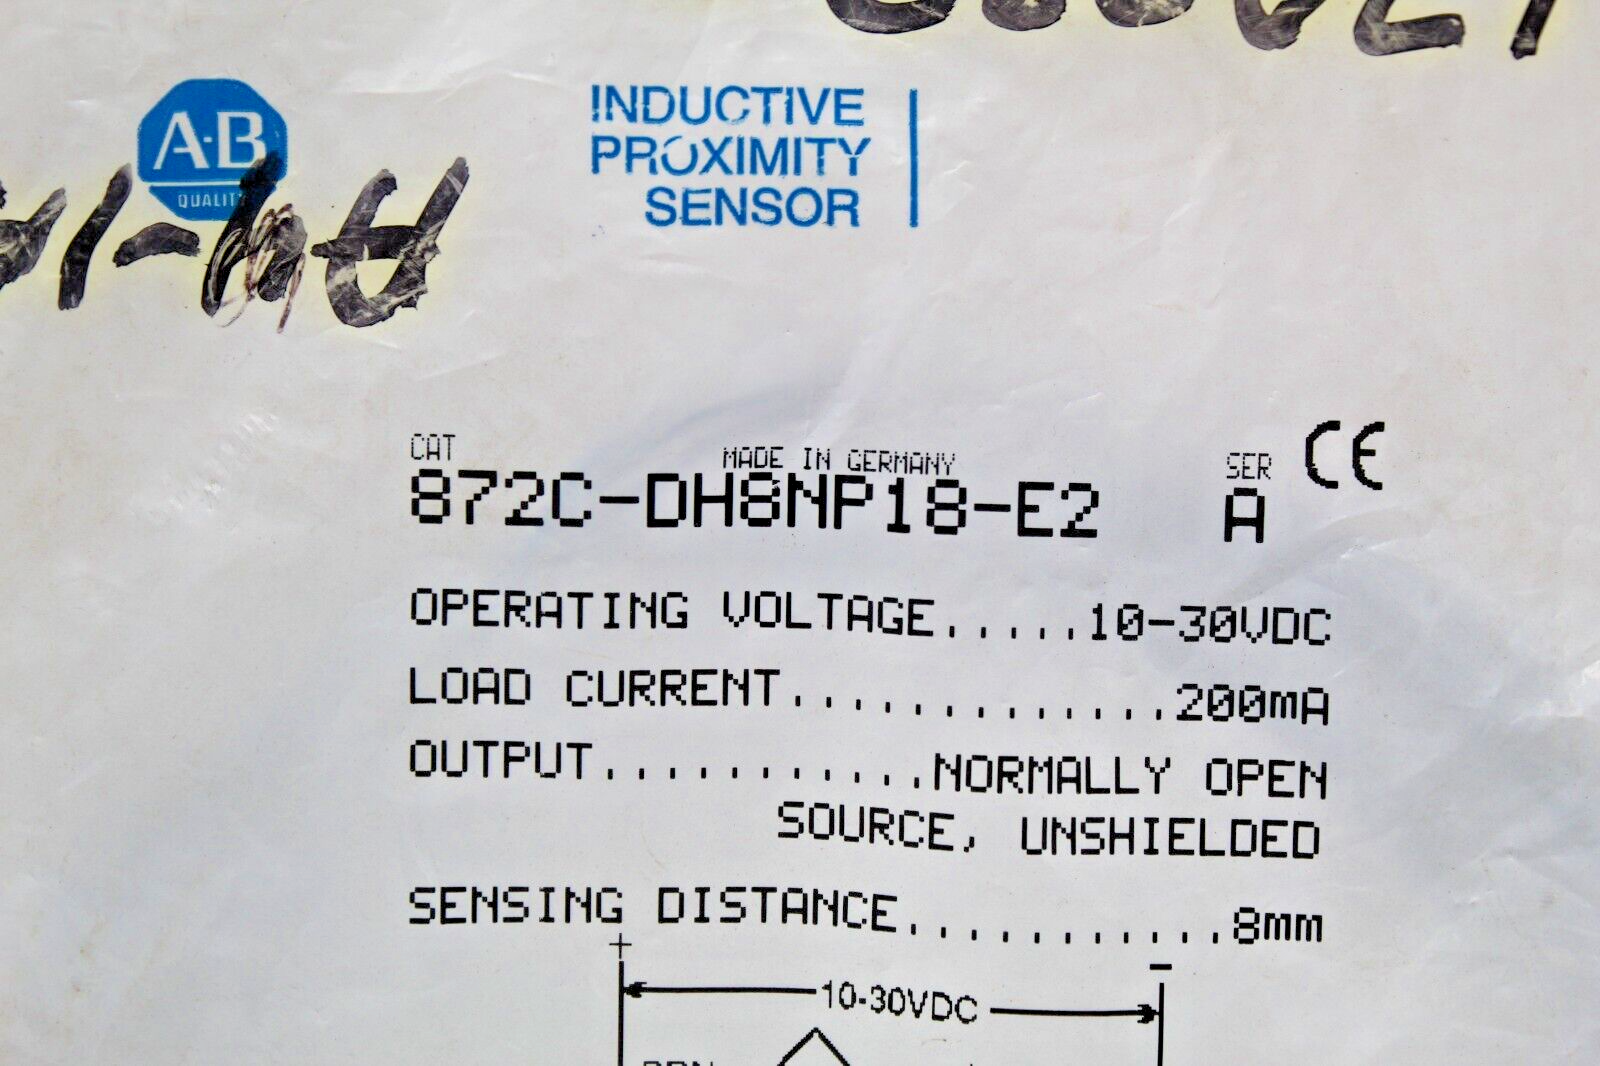 A·B
QUALITY
INDUCTIVE
PROXIMITY
SENSOR
CAT
MADE IN GERMANY
SER
CE
872C-DH8NP18-E2
A
OPERATING VOLTAGE.....10-30VDC
LOAD CURRENT.............200mA
OUTPUT...........NORMALLY OPEN
SOURCE, UNSHIELDED
SENSING DISTANCE...........8mm
+
-
10-30VDC